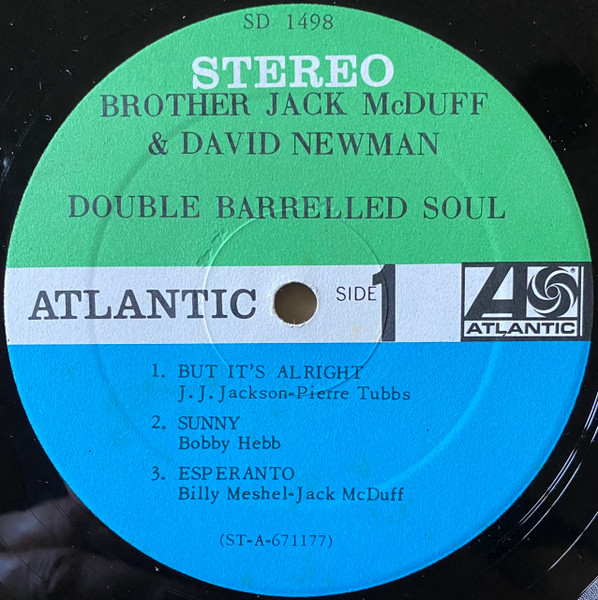 SD 1498
STEREO
BROTHER JACK McDUFF
& DAVID NEWMAN
DOUBLE BARRELLED SOUL
ATLANTIC
SIDE 1
A
ATLANTIC
1. BUT IT'S ALRIGHT
J. J. Jackson-Pierre Tubbs
2. SUNNY
Bobby Hebb
3. ESPERANTO
Billy Meshel-Jack McDuff
(ST-A-671177)